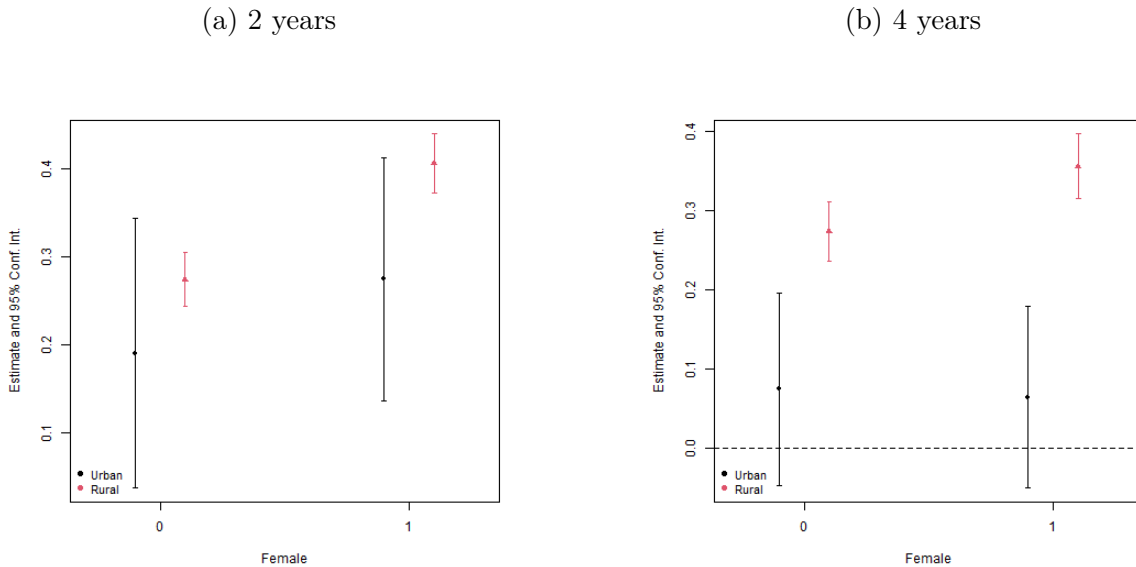 (a) 2 years
Estimate and 95% Conf. Int.
0.4
0.3
0.2
0.1
Urban
Rural
0
1
Female
(b) 4 years
Estimate and 95% Conf. Int.
0.4
0.3
0.2
0.1
0.0
Urban
Rural
0
1
Female